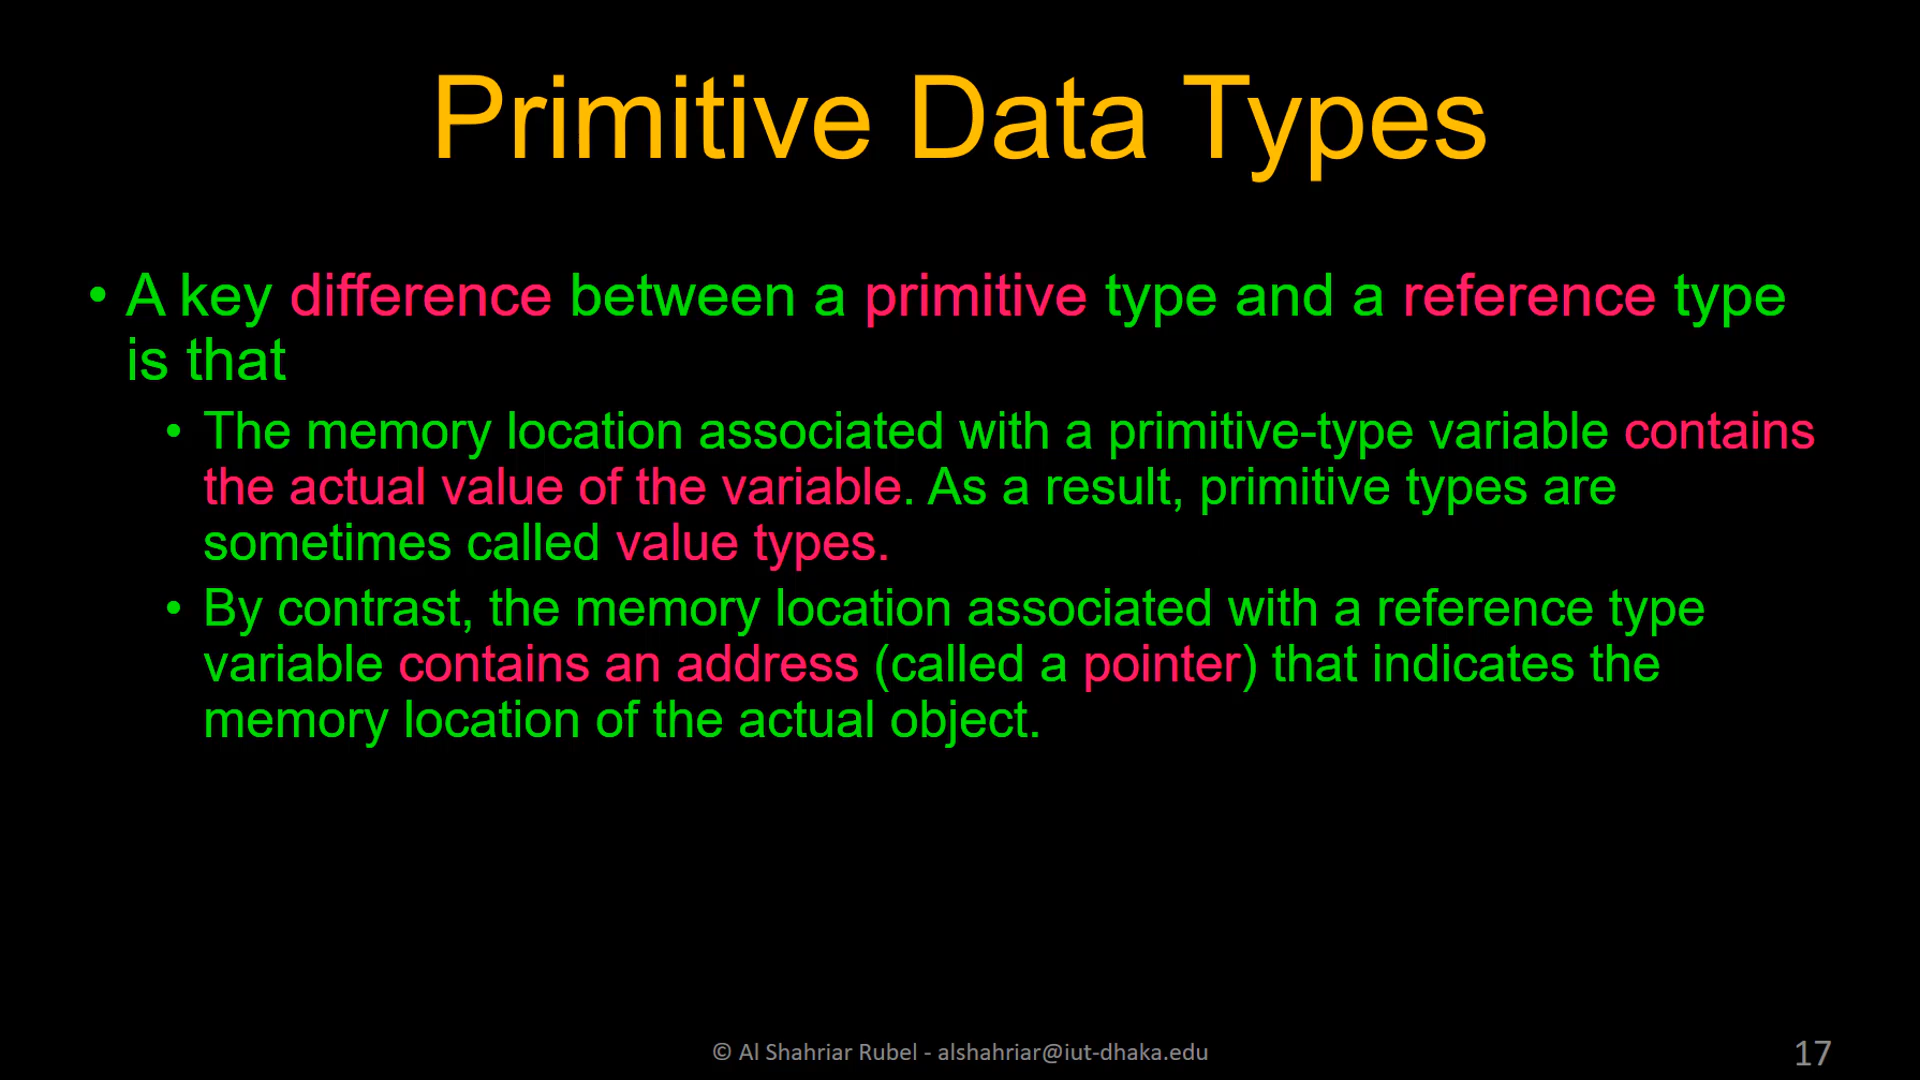 Primitive Data Types
• A key difference between a primitive type and a reference type
is that
• The memory location associated with a primitive-type variable contains
the actual value of the variable. As a result, primitive types are
sometimes called value types.
• By contrast, the memory location associated with a reference type
variable contains an address (called a pointer) that indicates the
memory location of the actual object.
© Al Shahriar Rubel - alshahriar@iut-dhaka.edu
17